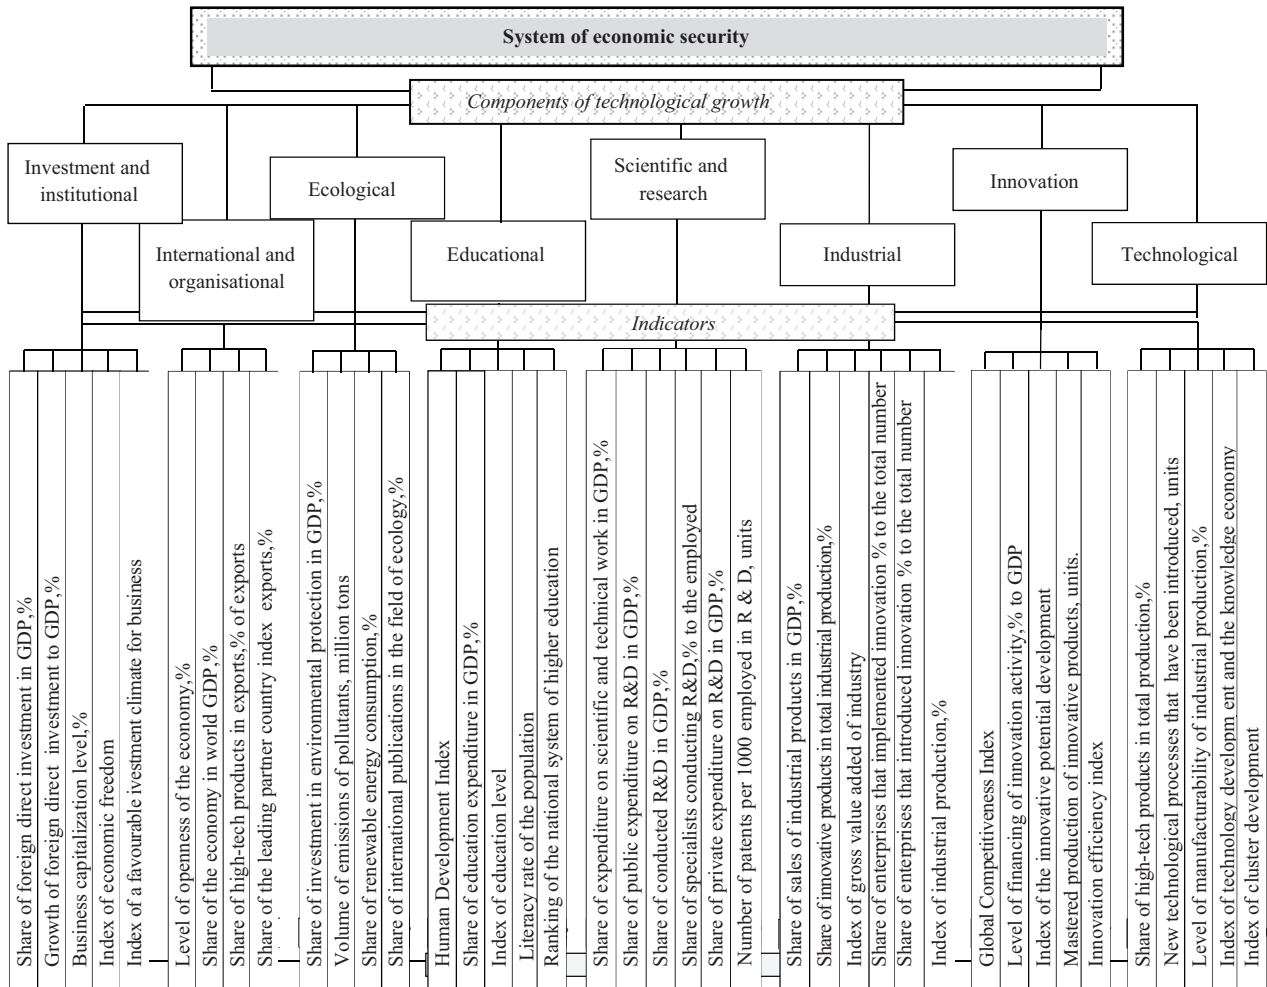 System of economic security
Components of technological growth
Investment and
institutional
International and
organisational
Ecological
Educational
Scientific and
research
Industrial
Innovation
Technological
Indicators
Share of foreign direct investment in GDP,%
Growth of foreign direct investment to GDP,%
Business capitalization level,%
Index of economic freedom
Index of a favourable ivestment climate for business
Level of openness of the economy,%
Share of the economy in world GDP,%
Share of high-tech products in exports,% of exports
Share of the leading partner country index exports,%
Share of investment in environmental protection in GDP,%
Volume of emissions of pollutants, million tons
Share of renewable energy consumption,%
Share of international publications in the field of ecology,%
Human Development Index
Share of education expenditure in GDP,%
Index of education level
Literacy rate of the population
Ranking of the national system of higher education
Share of expenditure on scientific and technical work in GDP,%
Share of public expenditure on R&D in GDP,%
Share of conducted R&D in GDP,%
Share of specialists conducting R&D,% to the employed
Share of private expenditure on R&D in GDP,%
Number of patents per 1000 employed in R & D, units
Share of sales of industrial products in GDP,%
Share of innovative products in total industrial production,%
Index of gross value added of industry
Share of enterprises that implemented innovation % to the total number
Share of enterprises that introduced innovation % to the total number
Index of industrial production,%
Global Competitiveness Index
Level of financing of innovation activity,% to GDP
Index of the innovative potential development
Mastered production of innovative products, units.
Innovation efficiency index
Share of high-tech products in total production,%
New technological processes that have been introduced, units
Level of manufacturability of industrial production,%
Index of technology developm ent and the knowledge economy
Index of cluster development